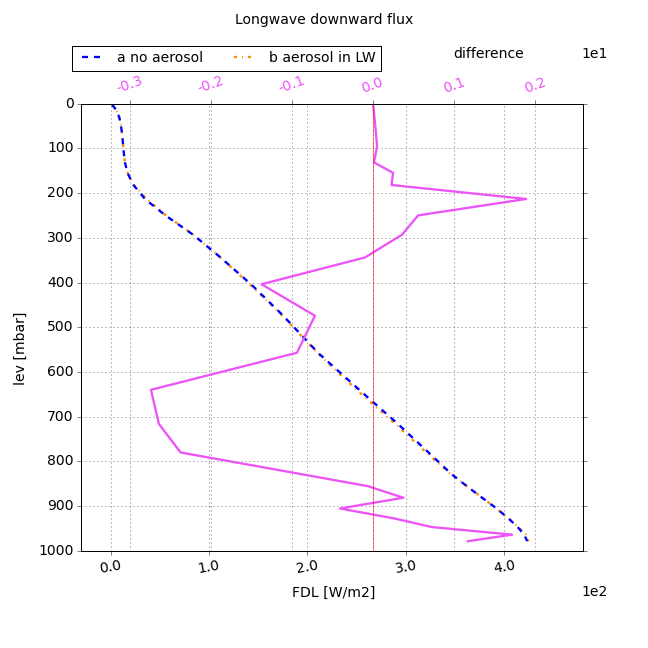 Longwave downward flux
a no aerosol b aerosol in LW difference 1e1
-0.3 -0.2 -0.1 0.0 0.1 0.2
0
100
200
300
400
500
600
700
800
900
1000
lev [mbar]
0.0 1.0 2.0 3.0 4.0
FDL [W/m2] 1e2